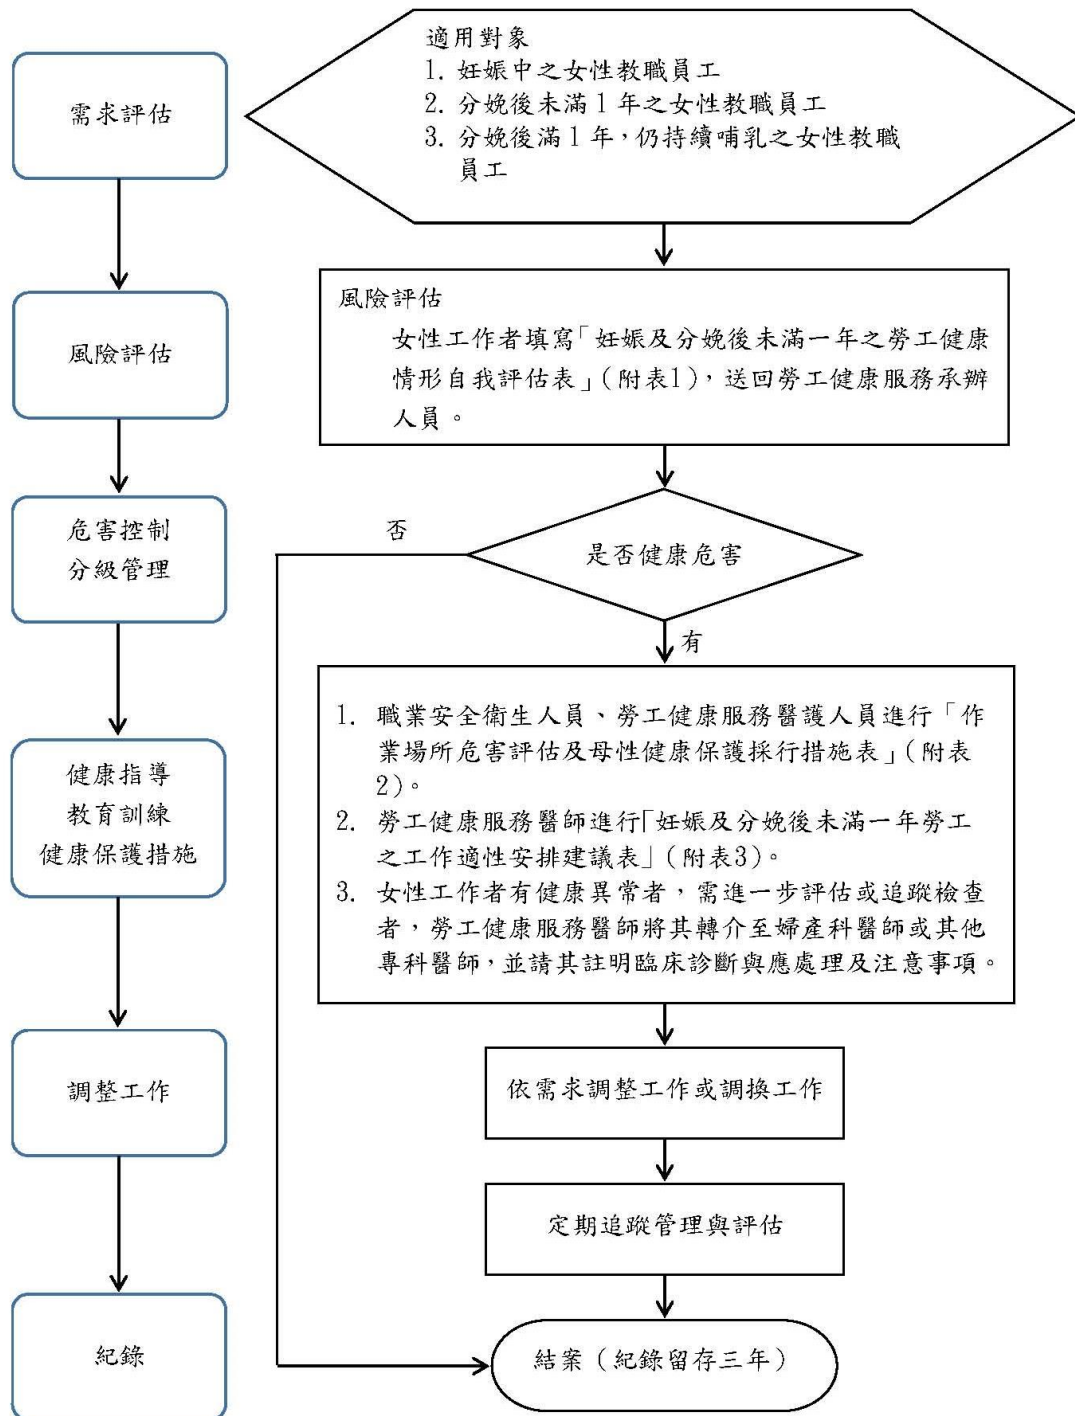 需求評估
風險評估
危害控制
分級管理
健康指導
教育訓練
健康保護措施
調整工作
紀錄
適用對象
1. 妊娠中之女性教職員工
2. 分娩後未滿1年之女性教職員工
3. 分娩後滿1年,仍持續哺乳之女性教職
員工
風險評估
女性工作者填寫「妊娠及分娩後未滿一年之勞工健康
情形自我評估表」(附表1),送回勞工健康服務承辦
人員。
是否健康危害
否
有
1. 職業安全衛生人員、勞工健康服務醫護人員進行「作
業場所危害評估及母性健康保護採行措施表」(附表
2)。
2. 勞工健康服務醫師進行「妊娠及分娩後未滿一年勞工
之工作適性安排建議表」(附表3)。
3. 女性工作者有健康異常者,需進一步評估或追蹤檢查
者,勞工健康服務醫師將其轉介至婦產科醫師或其他
專科醫師,並請其註明臨床診斷與應處理及注意事項。
依需求調整工作或調換工作
定期追蹤管理與評估
結案(紀錄留存三年)